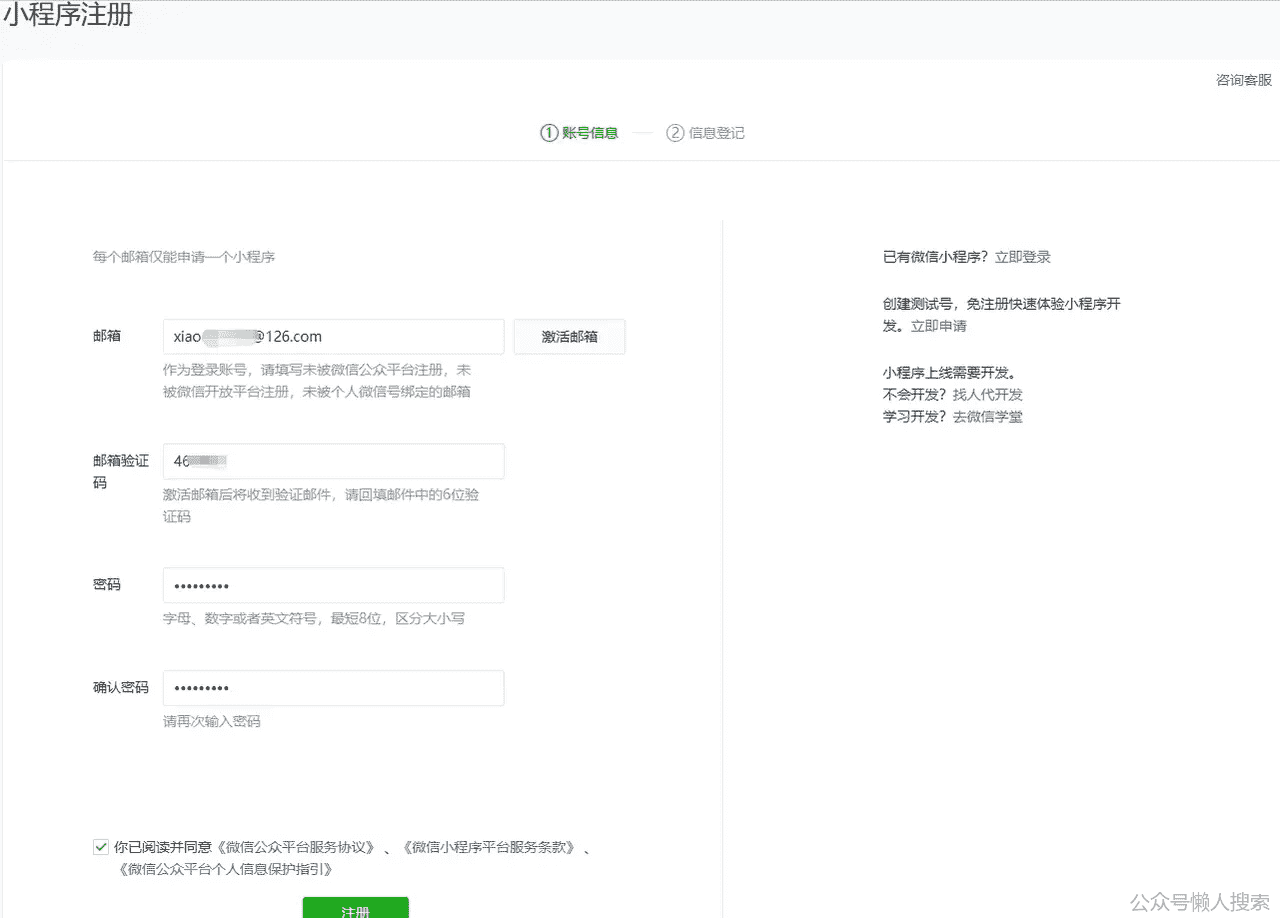 小程序注册
咨询客服
① 账号信息 ② 信息登记
每个邮箱仅能申请一个小程序
邮箱 xiao @126.com 激活邮箱
作为登录账号，请填写未被微信公众平台注册，未
被微信开放平台注册，未被个人微信号绑定的邮箱
邮箱验证
码
46
激活邮箱后将收到验证邮件，请回填邮件中的6位验
证码
密码 •••••••••
字母、数字或者英文符号，最短8位，区分大小写
确认密码 •••••••••
请再次输入密码
你已阅读并同意《微信公众平台服务协议》、《微信小程序平台服务条款》、
《微信公众平台个人信息保护指引》
注册
已有微信小程序？立即登录
创建测试号，免注册快速体验小程序开
发。立即申请
小程序上线需要开发。
不会开发？找人代开发
学习开发？去微信学堂
公众号懒人搜索